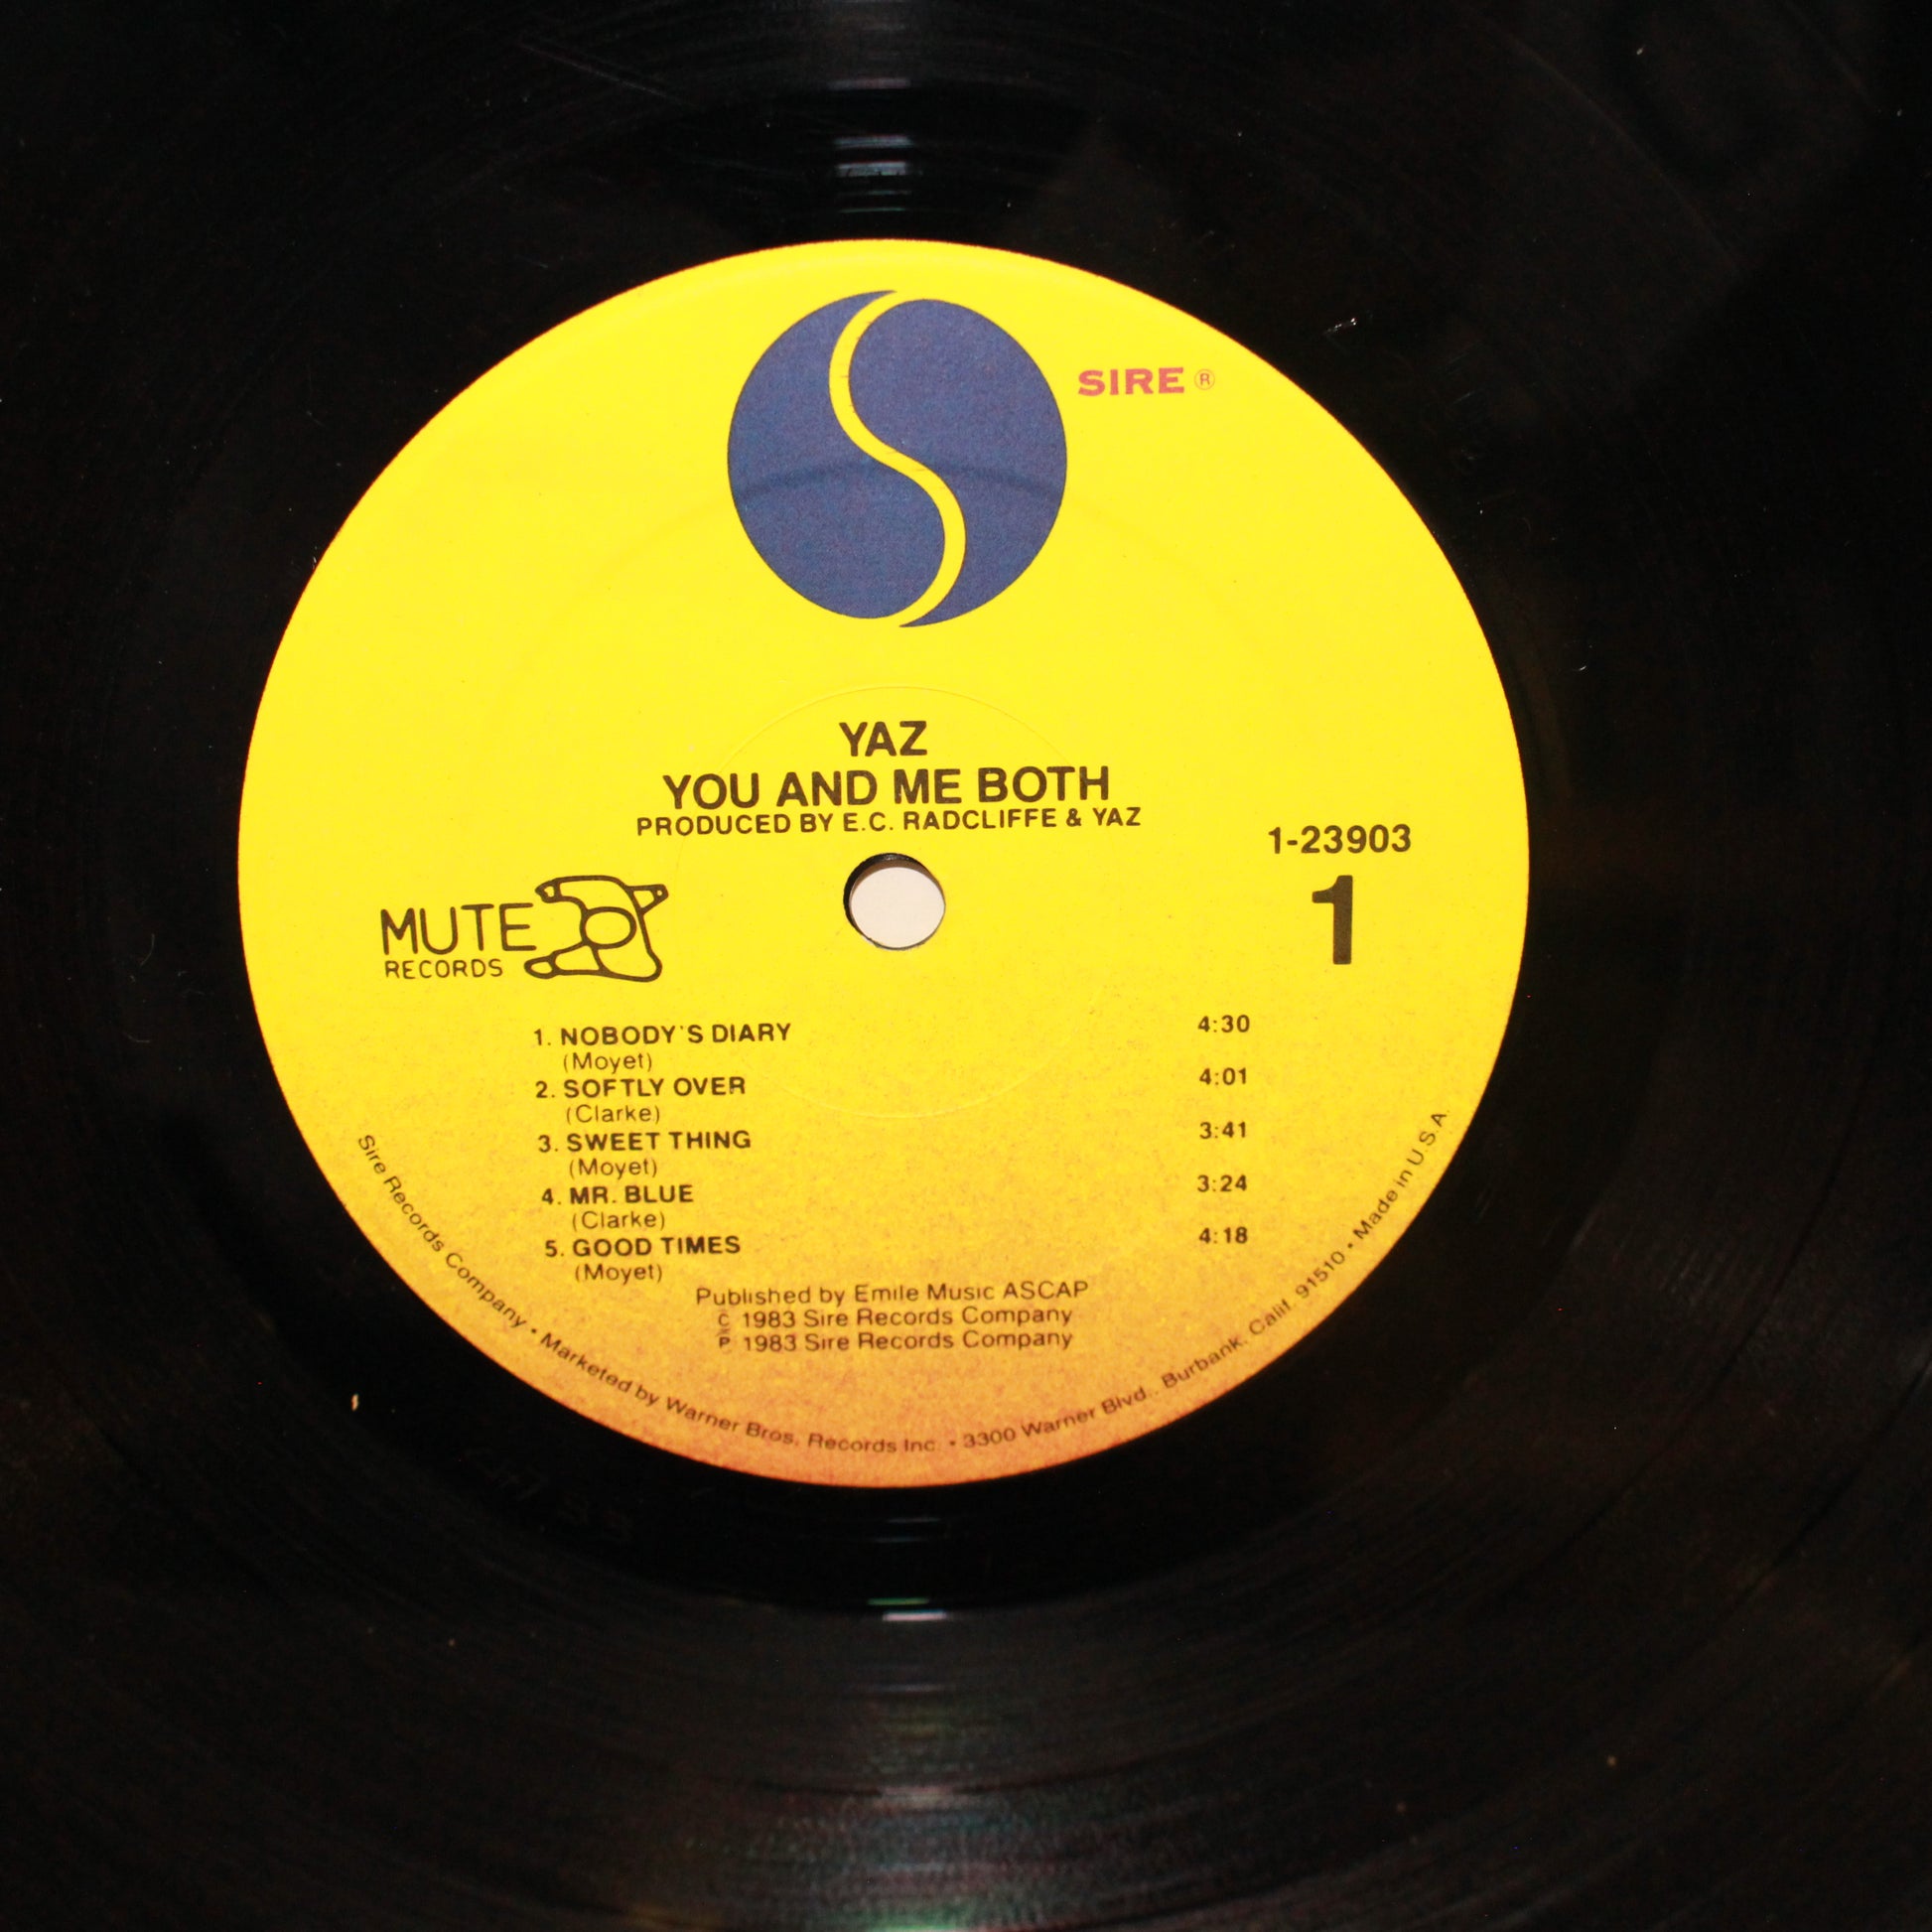 SIRE ®
YAZ
YOU AND ME BOTH
PRODUCED BY E.C. RADCLIFFE & YAZ
1-23903
1
MUTE
RECORDS
1. NOBODY'S DIARY 4:30
(Moyet)
2. SOFTLY OVER 4:01
(Clarke)
3. SWEET THING 3:41
(Moyet)
4. MR. BLUE 3:24
(Clarke)
5. GOOD TIMES 4:18
(Moyet)
Published by Emile Music ASCAP
© 1983 Sire Records Company
℗ 1983 Sire Records Company
Sire Records Company • Marketed by Warner Bros. Records Inc. • 3300 Warner Blvd., Burbank, Calif. 91510 • Made in U.S.A.